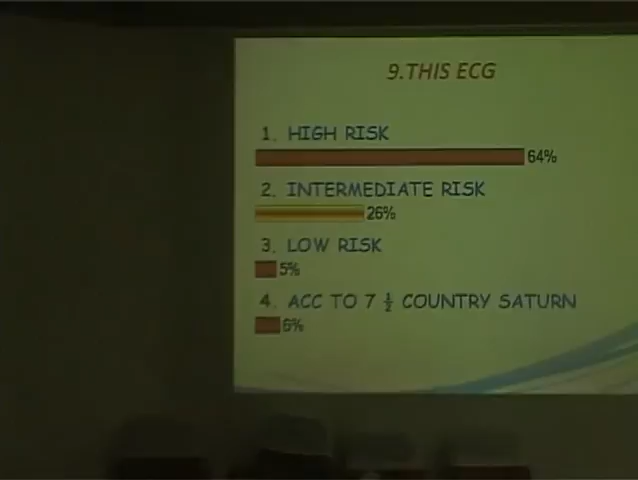 9.THIS ECG
1. HIGH RISK
64%
2. INTERMEDIATE RISK
26%
3. LOW RISK
5%
4. ACC TO 7 ½ COUNTRY SATURN
6%